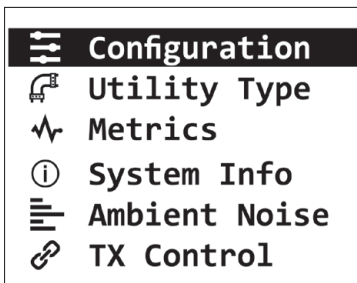 Configuration
Utility Type
Metrics
System Info
Ambient Noise
TX Control